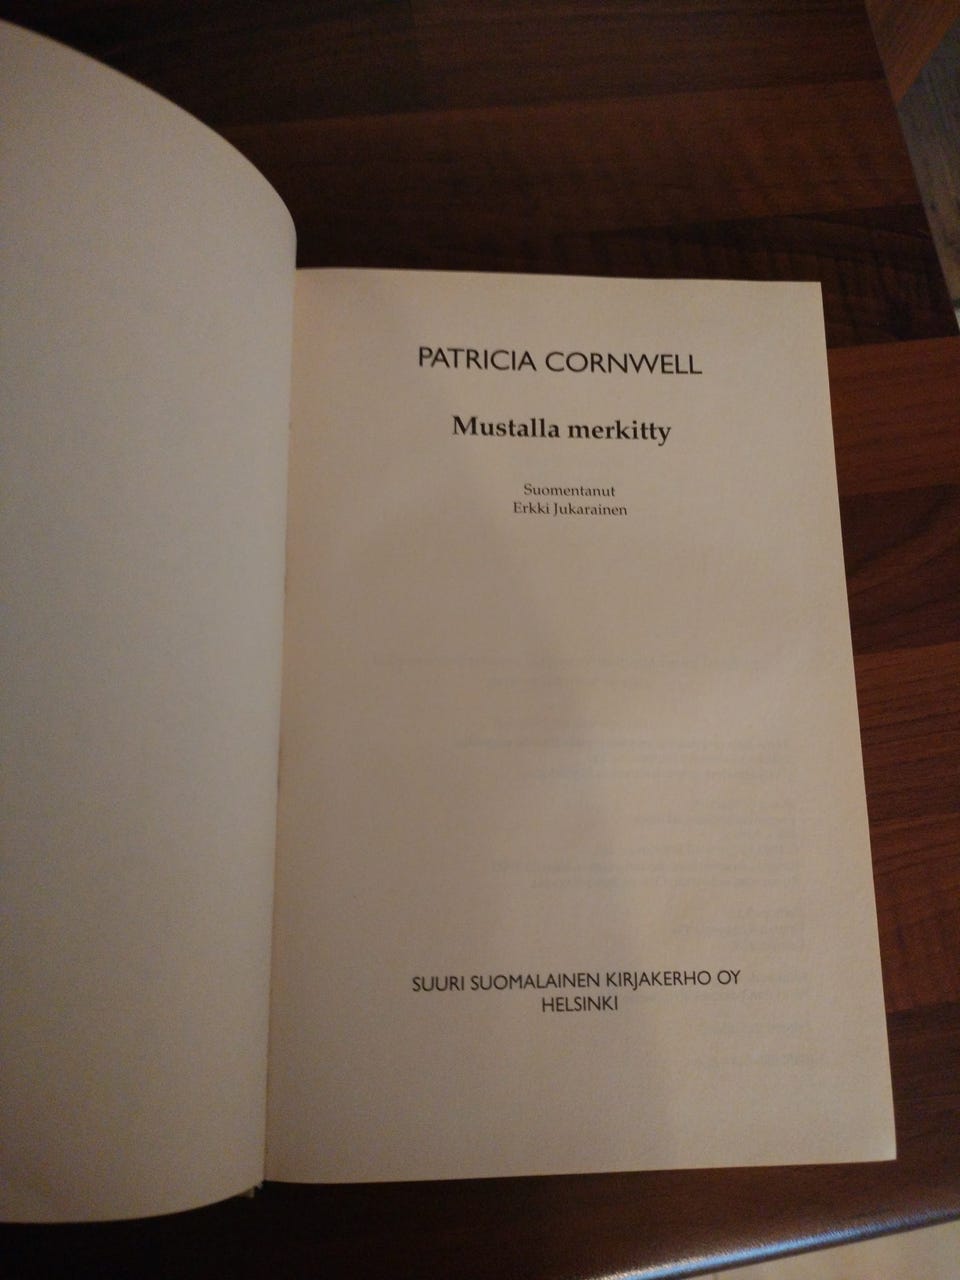 PATRICIA CORNWELL
Mustalla merkitty
Suomentanut
Erkki Jukarainen
SUURI SUOMALAINEN KIRJAKERHO OY
HELSINKI